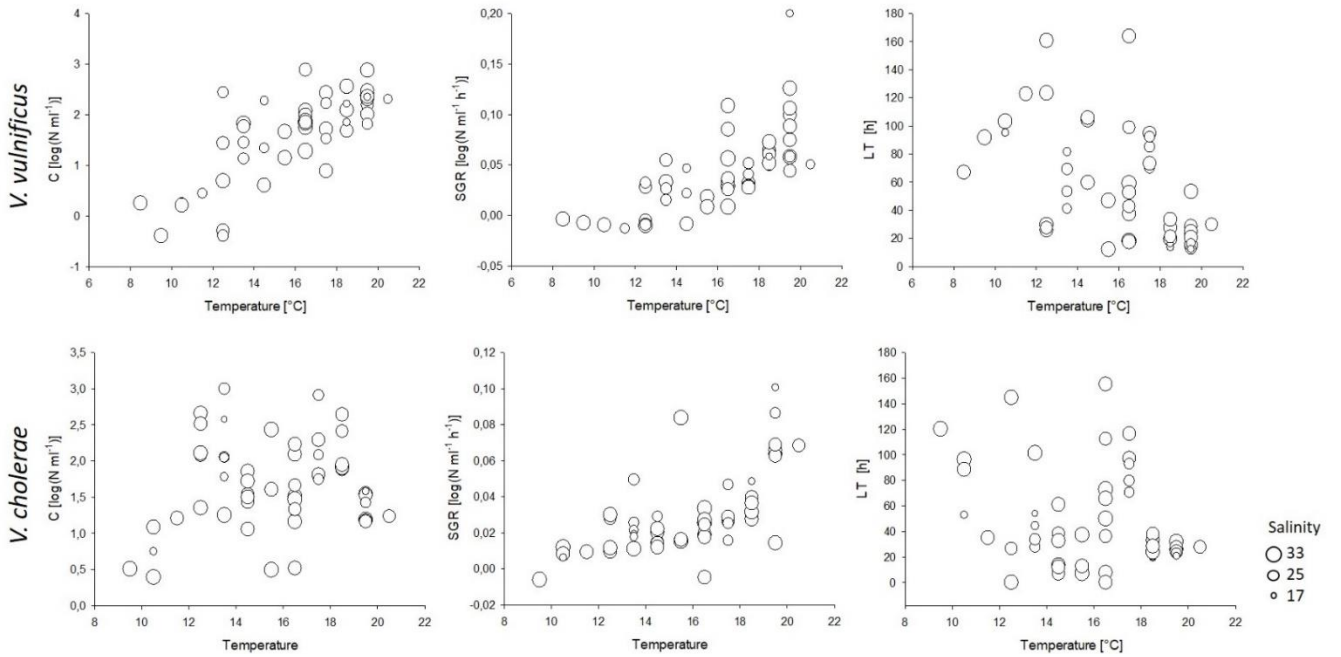 V. vulnificus
C [log(N ml⁻¹)]
4
3
2
1
0
-1
6 8 10 12 14 16 18 20 22
Temperature [°C]
SGR [log(N ml⁻¹ h⁻¹)]
0,20
0,15
0,10
0,05
0,00
-0,05
6 8 10 12 14 16 18 20 22
Temperature [°C]
LT [h]
180
160
140
120
100
80
60
40
20
0
6 8 10 12 14 16 18 20 22
Temperature [°C]
V. cholerae
C [log(N ml⁻¹)]
3,5
3,0
2,5
2,0
1,5
1,0
0,5
0,0
8 10 12 14 16 18 20 22
Temperature
SGR [log(N ml⁻¹ h⁻¹)]
0,12
0,10
0,08
0,06
0,04
0,02
0,00
-0,02
8 10 12 14 16 18 20 22
Temperature
LT [h]
180
160
140
120
100
80
60
40
20
0
8 10 12 14 16 18 20 22
Temperature [°C]
Salinity
33
25
17